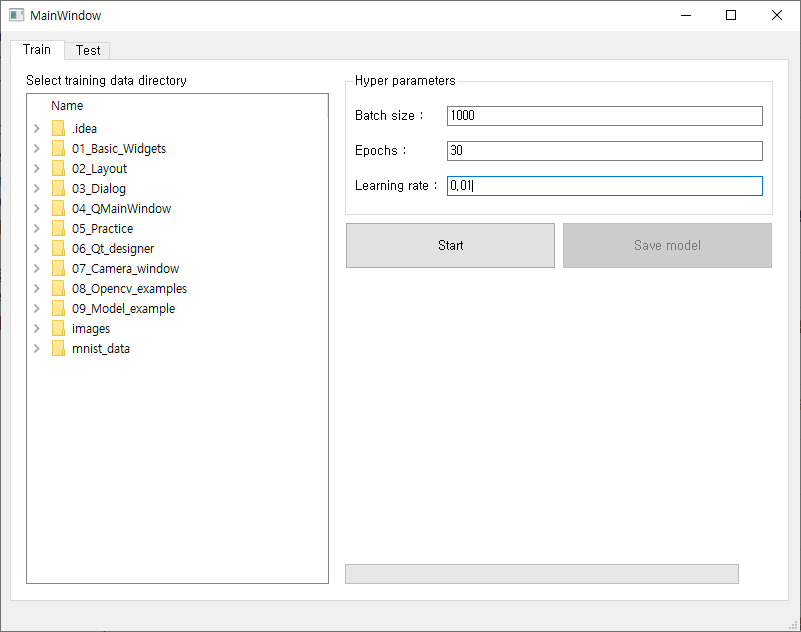 MainWindow
Train
Test
Select training data directory
Name
.idea
01_Basic_Widgets
02_Layout
03_Dialog
04_QMainWindow
05_Practice
06_Qt_designer
07_Camera_window
08_Opencv_examples
09_Model_example
images
mnist_data
Hyper parameters
Batch size : 1000
Epochs : 30
Learning rate : 0.01
Start
Save model